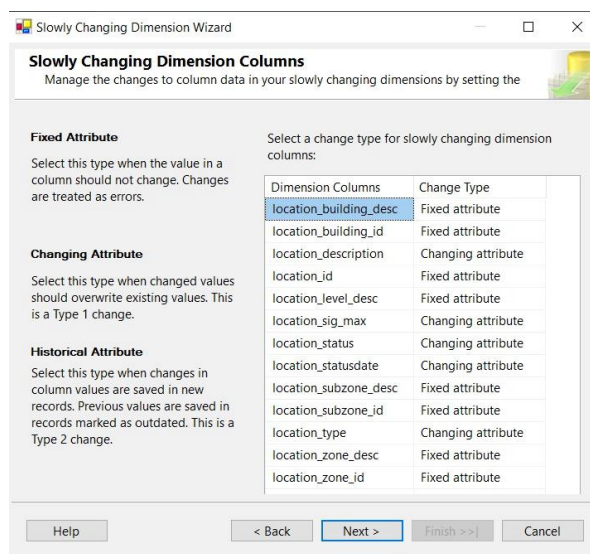 Slowly Changing Dimension Wizard
Slowly Changing Dimension Columns
Manage the changes to column data in your slowly changing dimensions by setting the
Fixed Attribute
Select this type when the value in a
column should not change. Changes
are treated as errors.
Changing Attribute
Select this type when changed values
should overwrite existing values. This
is a Type 1 change.
Historical Attribute
Select this type when changes in
column values are saved in new
records. Previous values are saved in
records marked as outdated. This is a
Type 2 change.
Select a change type for slowly changing dimension
columns:
Dimension Columns Change Type
location_building_desc Fixed attribute
location_building_id Fixed attribute
location_description Changing attribute
location_id Fixed attribute
location_level_desc Fixed attribute
location_sig_max Changing attribute
location_status Changing attribute
location_statusdate Changing attribute
location_subzone_desc Fixed attribute
location_subzone_id Fixed attribute
location_type Changing attribute
location_zone_desc Fixed attribute
location_zone_id Fixed attribute
Help < Back Next > Finish >>| Cancel